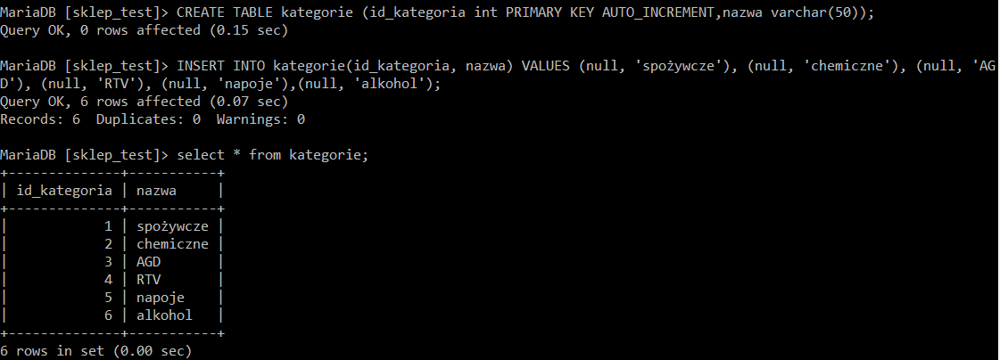 MariaDB [sklep_test]> CREATE TABLE kategorie (id_kategoria int PRIMARY KEY AUTO_INCREMENT,nazwa varchar(50));
Query OK, 0 rows affected (0.15 sec)
MariaDB [sklep_test]> INSERT INTO kategorie(id_kategoria, nazwa) VALUES (null, 'spożywcze'), (null, 'chemiczne'), (null, 'AG
D'), (null, 'RTV'), (null, 'napoje'),(null, 'alkohol');
Query OK, 6 rows affected (0.07 sec)
Records: 6  Duplicates: 0  Warnings: 0
MariaDB [sklep_test]> select * from kategorie;
+--------------+-----------+
| id_kategoria | nazwa     |
+--------------+-----------+
|            1 | spożywcze |
|            2 | chemiczne |
|            3 | AGD       |
|            4 | RTV       |
|            5 | napoje    |
|            6 | alkohol   |
+--------------+-----------+
6 rows in set (0.00 sec)